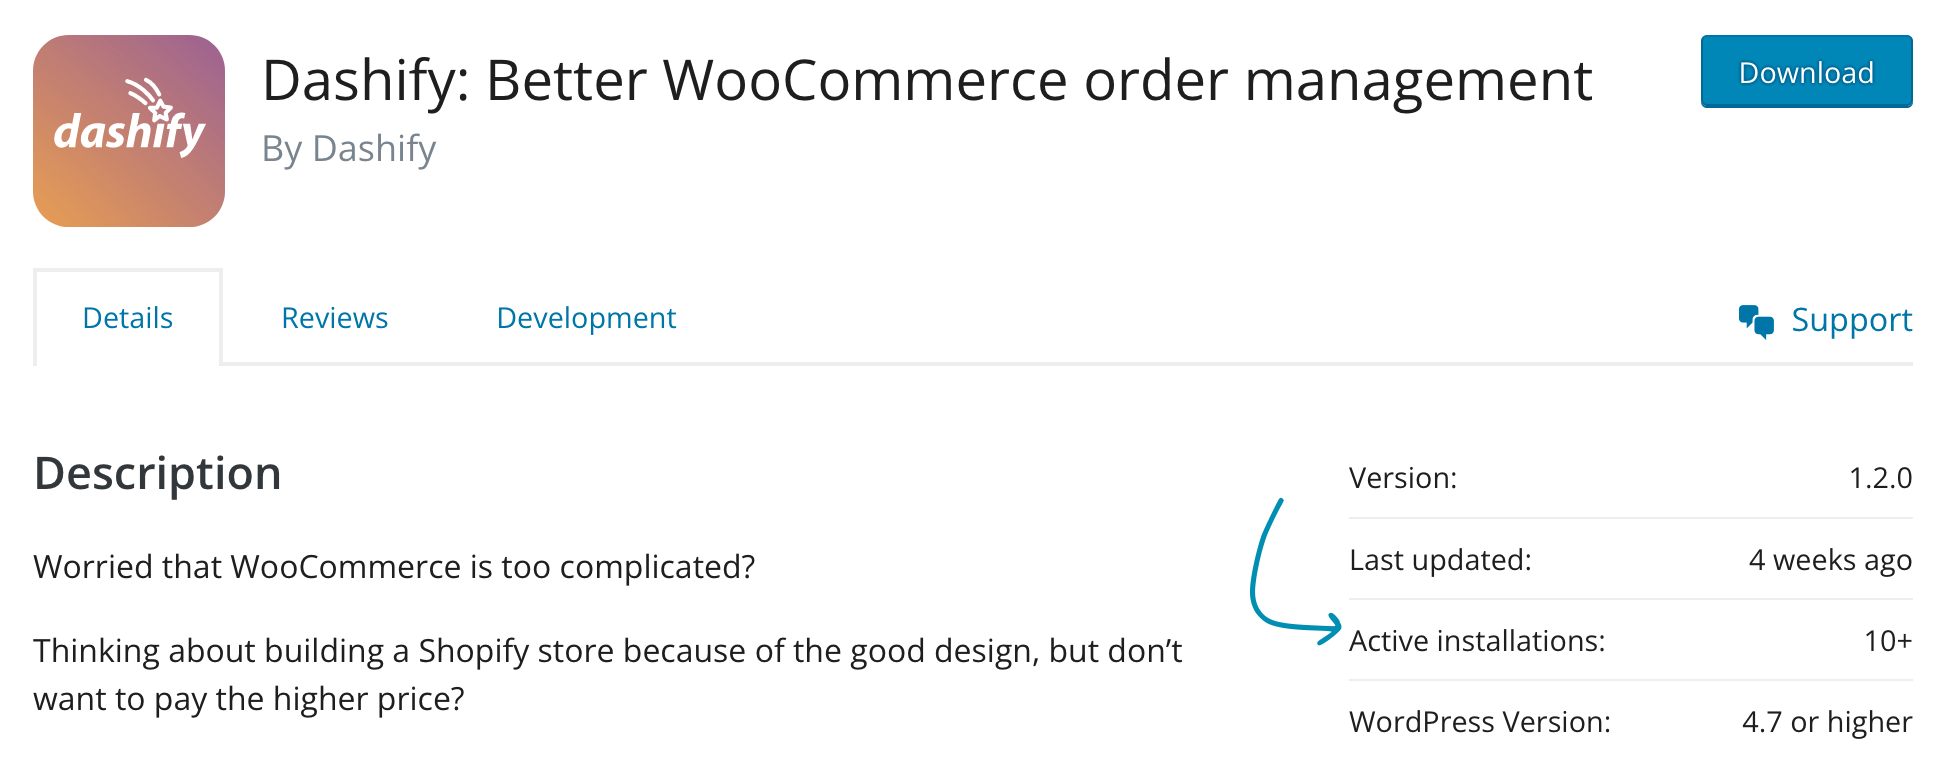 dashify
Dashify: Better WooCommerce order management
By Dashify
Download
Details
Reviews
Development
Support
Description
Worried that WooCommerce is too complicated?
Thinking about building a Shopify store because of the good design, but don’t
want to pay the higher price?
Version: 1.2.0
Last updated: 4 weeks ago
Active installations: 10+
WordPress Version: 4.7 or higher